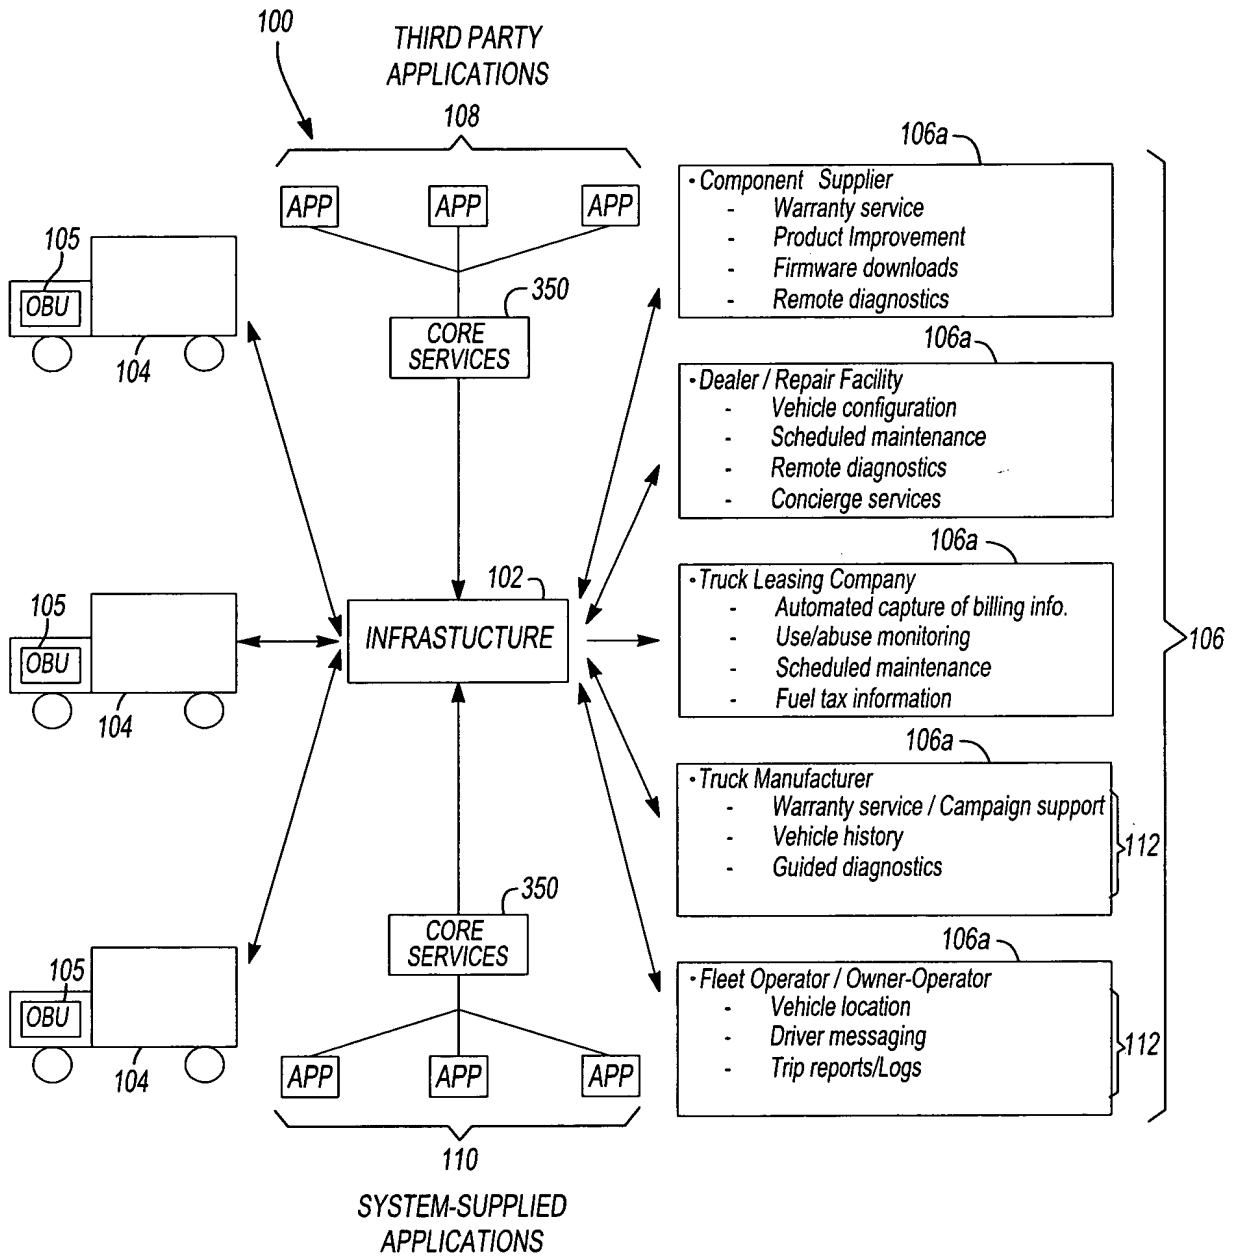 100
THIRD PARTY
APPLICATIONS
108
APP APP APP
350
CORE
SERVICES
105
OBU
104
105
OBU
104
105
OBU
104
102
INFRASTUCTURE
350
CORE
SERVICES
APP APP APP
110
SYSTEM-SUPPLIED
APPLICATIONS
106a
• Component Supplier
- Warranty service
- Product Improvement
- Firmware downloads
- Remote diagnostics
106a
• Dealer / Repair Facility
- Vehicle configuration
- Scheduled maintenance
- Remote diagnostics
- Concierge services
106a
• Truck Leasing Company
- Automated capture of billing info.
- Use/abuse monitoring
- Scheduled maintenance
- Fuel tax information
106a
• Truck Manufacturer
- Warranty service / Campaign support
- Vehicle history
- Guided diagnostics
112
106a
• Fleet Operator / Owner-Operator
- Vehicle location
- Driver messaging
- Trip reports/Logs
112
106